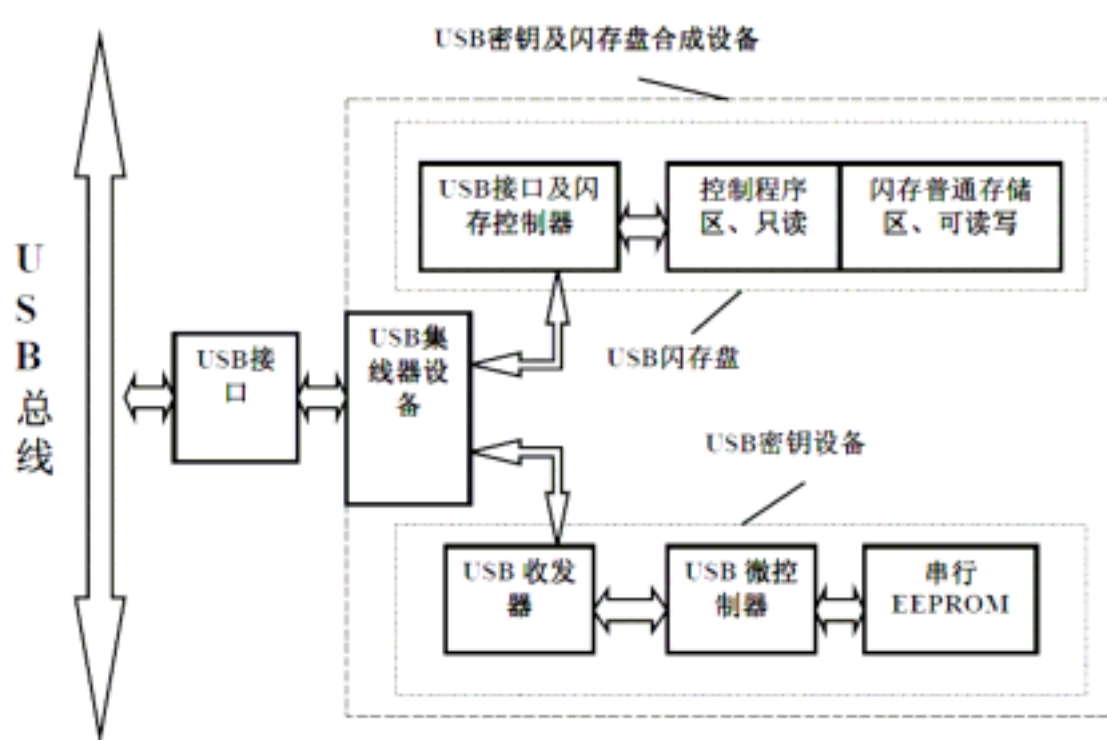 USB密钥及闪存盘合成设备
USB接口及闪
存控制器
控制程序
区、只读
闪存普通存储
区、可读写
USB总线
USB接
口
USB集
线器设
备
USB闪存盘
USB密钥设备
USB 收发
器
USB 微控
制器
串行
EEPROM